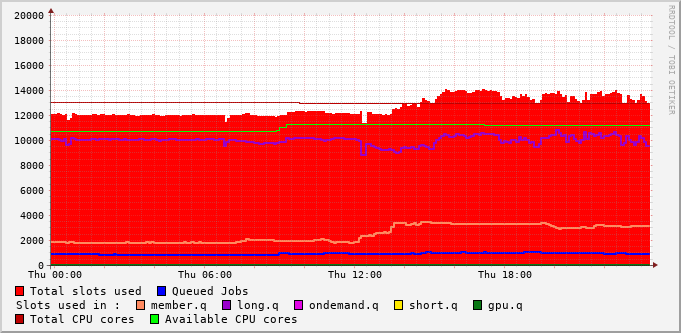 20000
18000
16000
14000
12000
10000
8000
6000
4000
2000
0
Thu 00:00 Thu 06:00 Thu 12:00 Thu 18:00
RRDTOOL / TOBI OETIKER
Total slots used Queued Jobs
Slots used in : member.q long.q ondemand.q short.q gpu.q
Total CPU cores Available CPU cores